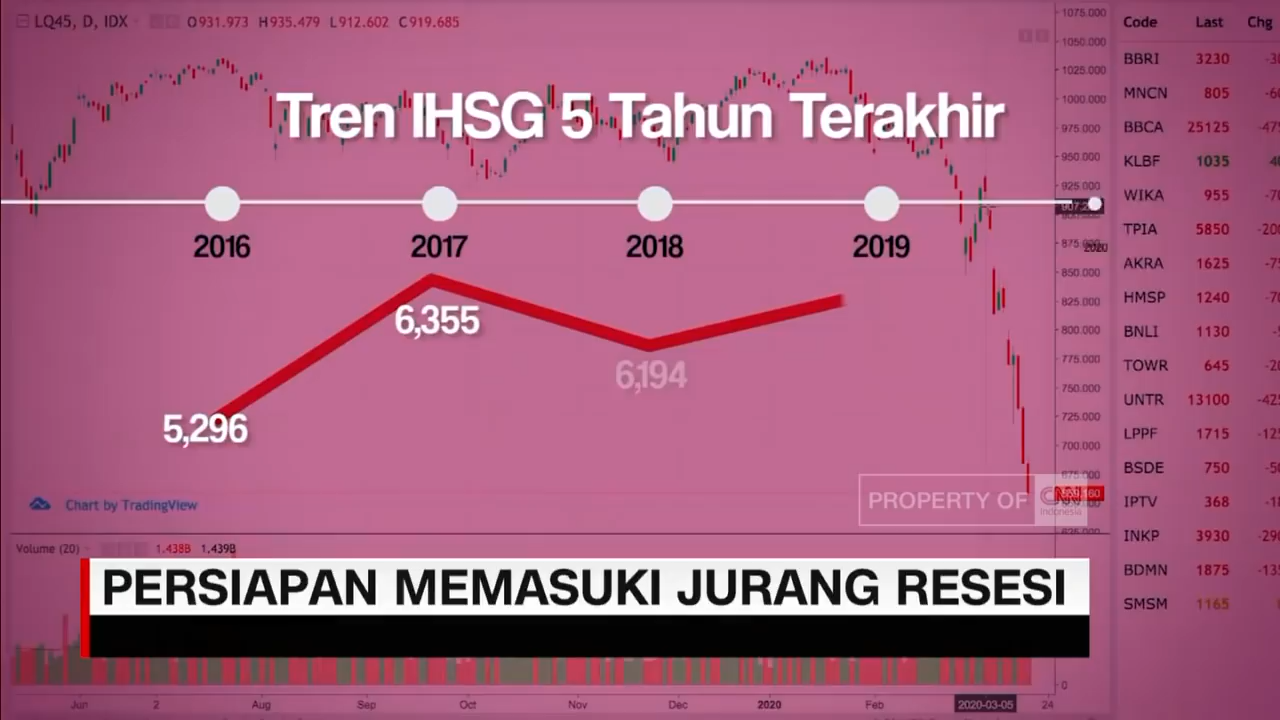 LQ45, D, IDX O931.973 H935.479 L912.602 C919.685
Tren IHSG 5 Tahun Terakhir
2016 2017 2018 2019 2020
6,355
6,194
5,296
Chart by TradingView
PROPERTY OF CNN Indonesia
Volume (20) 1.438B 1.439B
PERSIAPAN MEMASUKI JURANG RESESI
1075.000
1050.000
1025.000
1000.000
975.000
950.000
925.000
850.000
825.000
800.000
775.000
750.000
725.000
700.000
0
Jun 2 Aug Sep Oct Nov Dec 2020 Feb 2020-03-05 24
Code Last Chg
BBRI 3230
MNCN 805
BBCA 25125
KLBF 1035
WIKA 955
TPIA 5850
AKRA 1625
HMSP 1240
BNLI 1130
TOWR 645
UNTR 13100
LPPF 1715
BSDE 750
IPTV 368
INKP 3930
BDMN 1875
SMSM 1165